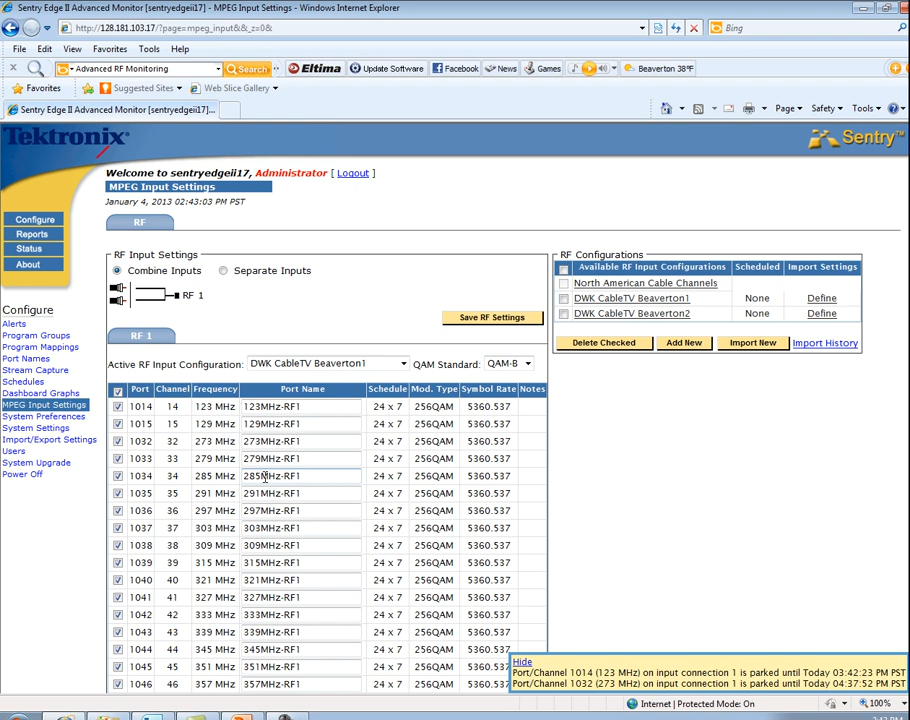 Sentry Edge II Advanced Monitor [sentryedgeii17] - MPEG Input Settings - Windows Internet Explorer
http://128.181.103.17/?page=mpeg_input&&_z=0&
Bing
File Edit View Favorites Tools Help
Advanced RF Monitoring Search Eltima Update Software Facebook News Games Beaverton 38°F
Favorites Suggested Sites Web Slice Gallery
Sentry Edge II Advanced Monitor [sentryedgeii17]...
Page Safety Tools
Tektronix
Sentry™
Welcome to sentryedgeii17, Administrator [ Logout ]
MPEG Input Settings
January 4, 2013 02:43:03 PM PST
Configure
Reports
Status
About
Configure
Alerts
Program Groups
Program Mappings
Port Names
Stream Capture
Schedules
Dashboard Graphs
MPEG Input Settings
System Preferences
System Settings
Import/Export Settings
Users
System Upgrade
Power Off
RF
RF Input Settings
Combine Inputs Separate Inputs
RF 1
Save RF Settings
RF 1
Active RF Input Configuration: DWK CableTV Beaverton1 QAM Standard: QAM-B
Port Channel Frequency Port Name Schedule Mod. Type Symbol Rate Notes
1014 14 123 MHz 123MHz-RF1 24 x 7 256QAM 5360.537
1015 15 129 MHz 129MHz-RF1 24 x 7 256QAM 5360.537
1032 32 273 MHz 273MHz-RF1 24 x 7 256QAM 5360.537
1033 33 279 MHz 279MHz-RF1 24 x 7 256QAM 5360.537
1034 34 285 MHz 285MHz-RF1 24 x 7 256QAM 5360.537
1035 35 291 MHz 291MHz-RF1 24 x 7 256QAM 5360.537
1036 36 297 MHz 297MHz-RF1 24 x 7 256QAM 5360.537
1037 37 303 MHz 303MHz-RF1 24 x 7 256QAM 5360.537
1038 38 309 MHz 309MHz-RF1 24 x 7 256QAM 5360.537
1039 39 315 MHz 315MHz-RF1 24 x 7 256QAM 5360.537
1040 40 321 MHz 321MHz-RF1 24 x 7 256QAM 5360.537
1041 41 327 MHz 327MHz-RF1 24 x 7 256QAM 5360.537
1042 42 333 MHz 333MHz-RF1 24 x 7 256QAM 5360.537
1043 43 339 MHz 339MHz-RF1 24 x 7 256QAM 5360.537
1044 44 345 MHz 345MHz-RF1 24 x 7 256QAM 5360.537
1045 45 351 MHz 351MHz-RF1 24 x 7 256QAM 5360.537
1046 46 357 MHz 357MHz-RF1 24 x 7 256QAM 5360.537
RF Configurations
Available RF Input Configurations Scheduled Import Settings
North American Cable Channels
DWK CableTV Beaverton1 None Define
DWK CableTV Beaverton2 None Define
Delete Checked Add New Import New Import History
Hide
Port/Channel 1014 (123 MHz) on input connection 1 is parked until Today 03:42:23 PM PST
Port/Channel 1032 (273 MHz) on input connection 1 is parked until Today 04:37:52 PM PST
Internet | Protected Mode: On 100%